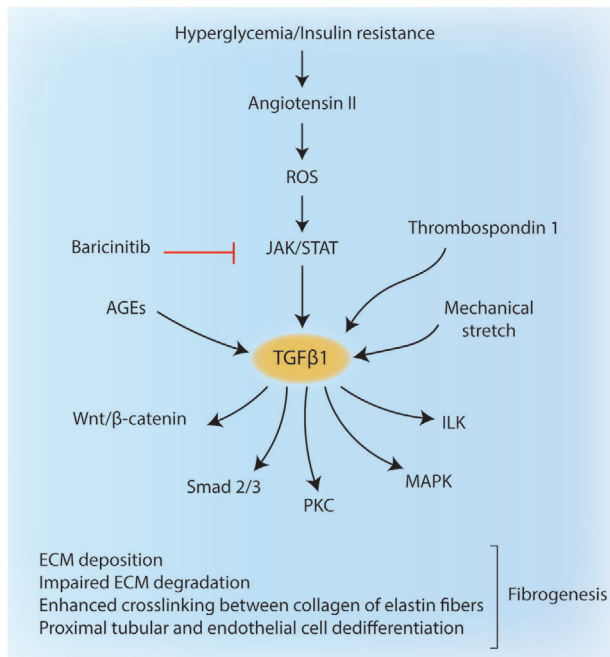 Hyperglycemia/Insulin resistance
Angiotensin II
ROS
Thrombospondin 1
Baricinitib
JAK/STAT
AGEs
Mechanical
stretch
TGFβ1
Wnt/β-catenin
ILK
Smad 2/3
MAPK
PKC
ECM deposition
Impaired ECM degradation
Enhanced crosslinking between collagen of elastin fibers
Proximal tubular and endothelial cell dedifferentiation
Fibrogenesis